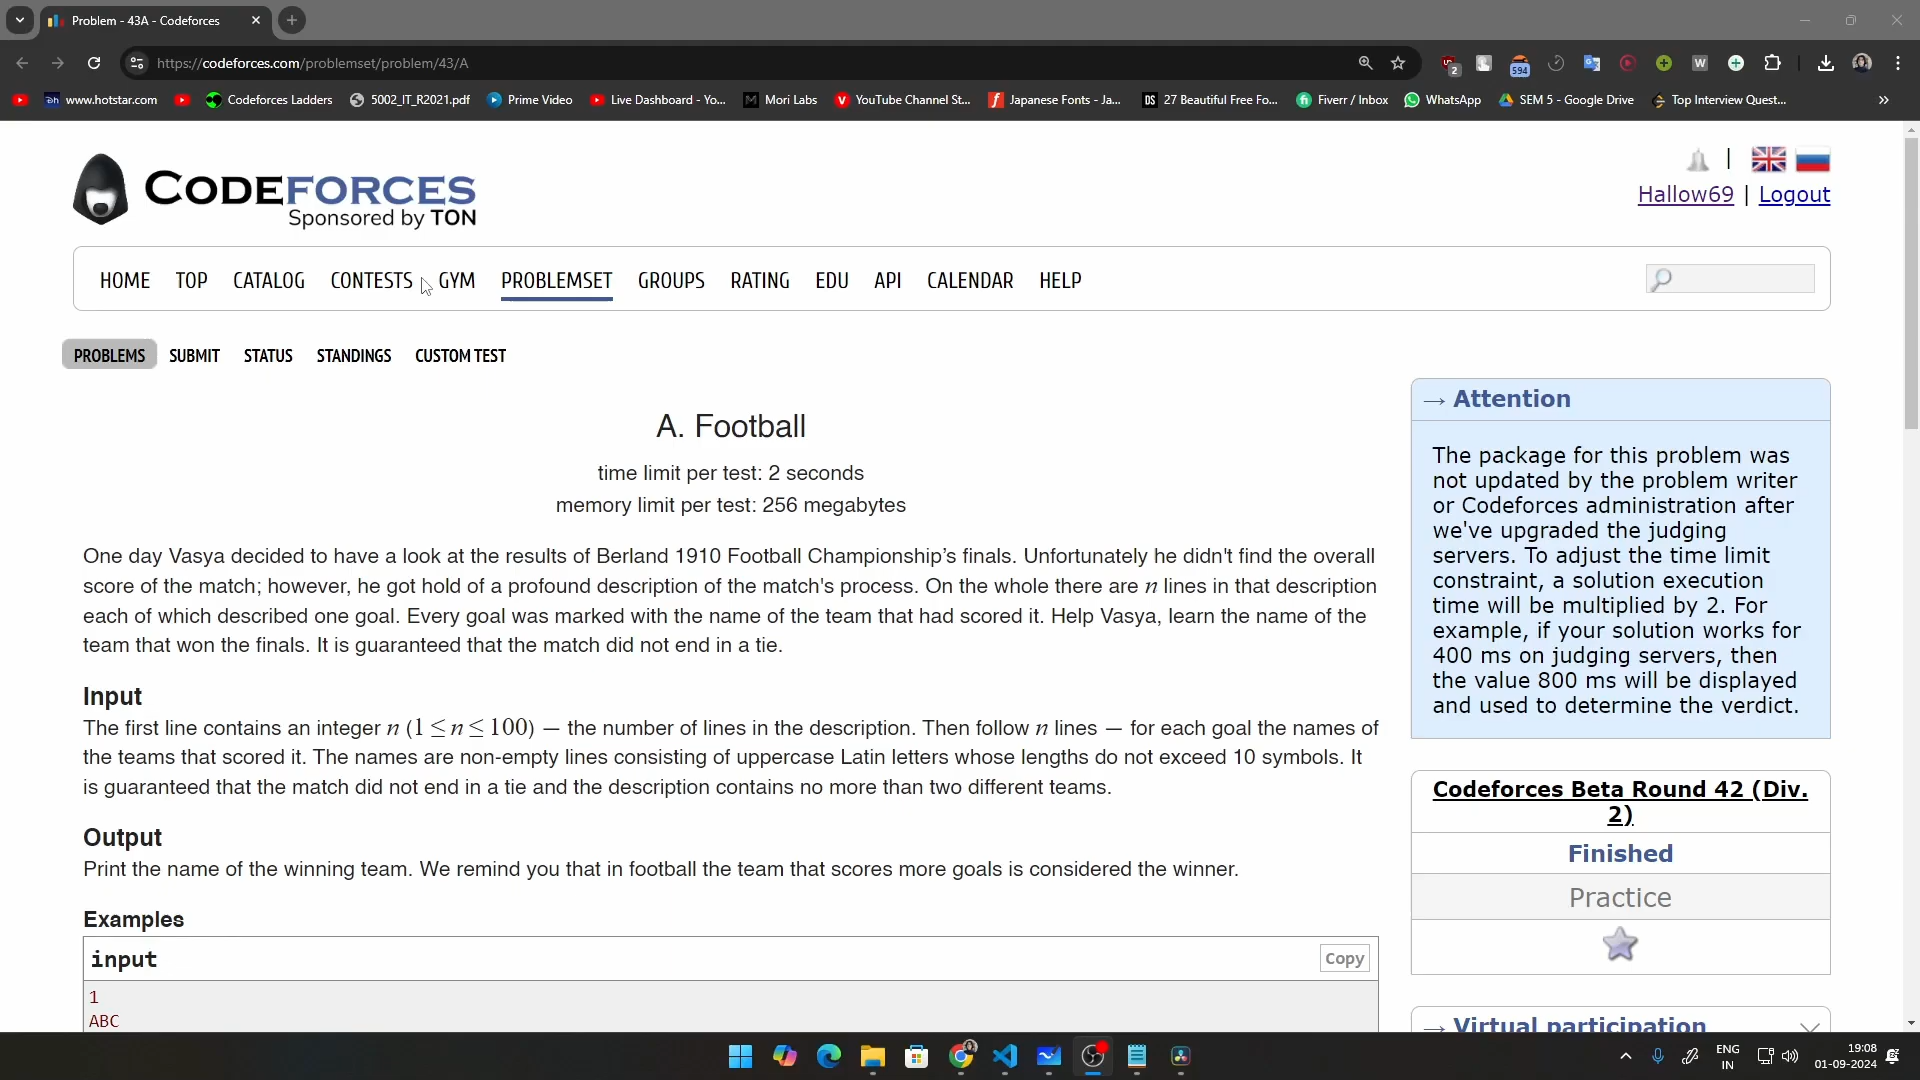 Problem - 43A - Codeforces
https://codeforces.com/problemset/problem/43/A
2
594
W
www.hotstar.com
Codeforces Ladders
5002_IT_R2021.pdf
Prime Video
Live Dashboard - Yo...
Mori Labs
YouTube Channel St...
Japanese Fonts - Ja...
DS
27 Beautiful Free Fo...
Fiverr / Inbox
WhatsApp
SEM 5 - Google Drive
Top Interview Quest...
»
CODEFORCES
Sponsored by TON
|
Hallow69 | Logout
HOME TOP CATALOG CONTESTS GYM PROBLEMSET GROUPS RATING EDU API CALENDAR HELP
PROBLEMS SUBMIT STATUS STANDINGS CUSTOM TEST
A. Football
time limit per test: 2 seconds
memory limit per test: 256 megabytes
One day Vasya decided to have a look at the results of Berland 1910 Football Championship’s finals. Unfortunately he didn't find the overall
score of the match; however, he got hold of a profound description of the match's process. On the whole there are n lines in that description
each of which described one goal. Every goal was marked with the name of the team that had scored it. Help Vasya, learn the name of the
team that won the finals. It is guaranteed that the match did not end in a tie.
Input
The first line contains an integer n (1 ≤ n ≤ 100) — the number of lines in the description. Then follow n lines — for each goal the names of
the teams that scored it. The names are non-empty lines consisting of uppercase Latin letters whose lengths do not exceed 10 symbols. It
is guaranteed that the match did not end in a tie and the description contains no more than two different teams.
Output
Print the name of the winning team. We remind you that in football the team that scores more goals is considered the winner.
Examples
input
Copy
1
ABC
→ Attention
The package for this problem was
not updated by the problem writer
or Codeforces administration after
we've upgraded the judging
servers. To adjust the time limit
constraint, a solution execution
time will be multiplied by 2. For
example, if your solution works for
400 ms on judging servers, then
the value 800 ms will be displayed
and used to determine the verdict.
Codeforces Beta Round 42 (Div.
2)
Finished
Practice
→ Virtual participation
ENG
IN
19:08
01-09-2024